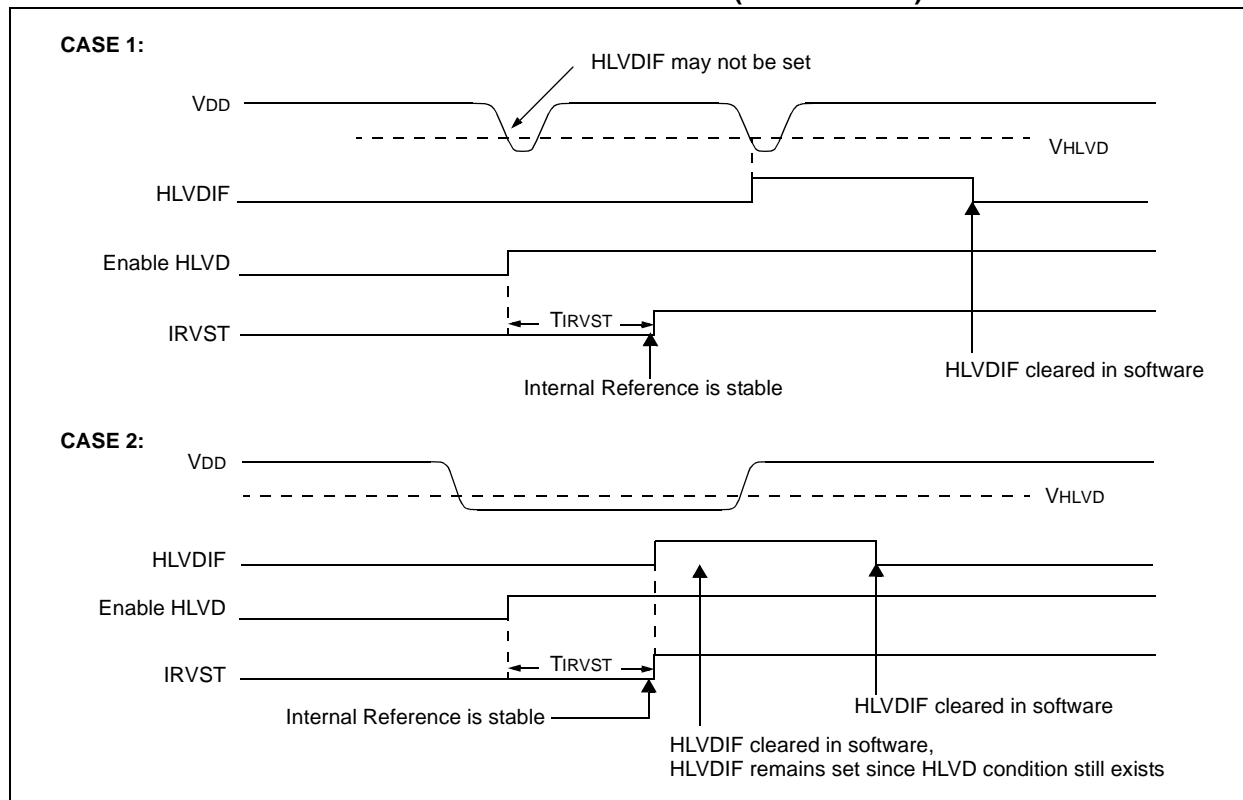 CASE 1:
HLVDIF may not be set
VDD
VHLVD
HLVDIF
Enable HLVD
TIRVST
IRVST
HLVDIF cleared in software
Internal Reference is stable
CASE 2:
VDD
VHLVD
HLVDIF
Enable HLVD
TIRVST
IRVST
Internal Reference is stable
HLVDIF cleared in software
HLVDIF cleared in software,
HLVDIF remains set since HLVD condition still exists